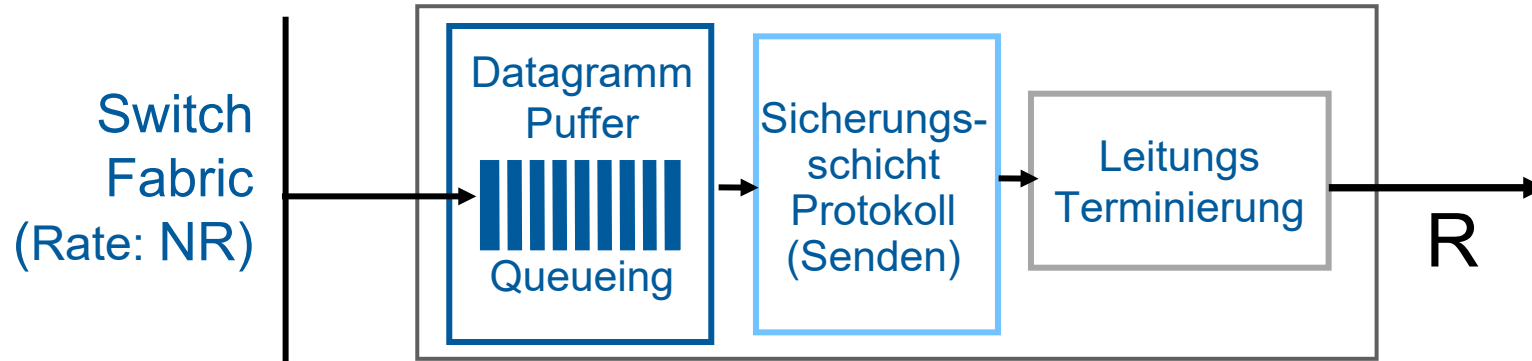 Switch
Fabric
(Rate: NR)
Datagramm
Puffer
Queueing
Sicherungs-
schicht
Protokoll
(Senden)
Leitungs
Terminierung
R